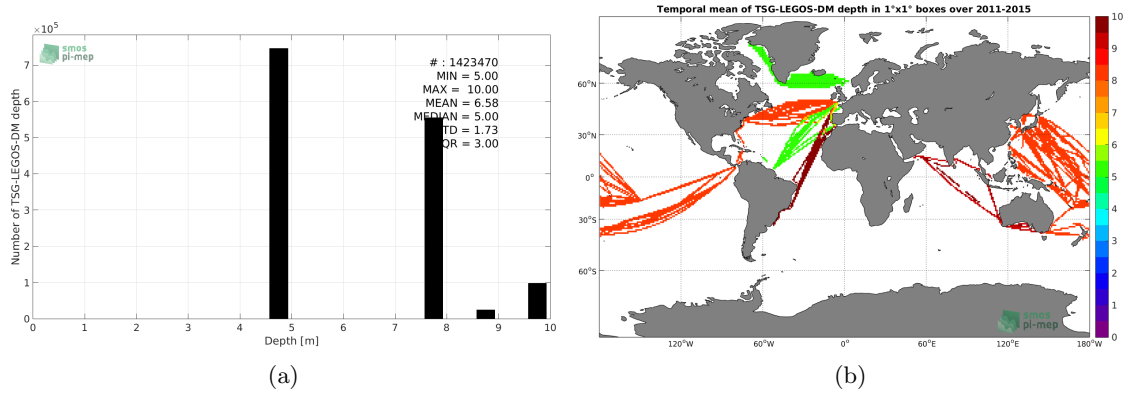 ×10⁵
smos
pi-mep
# : 1423470
MIN = 5.00
MAX = 10.00
MEAN = 6.58
MEDIAN = 5.00
TD = 1.73
QR = 3.00
Number of TSG-LEGOS-DM depth
7
6
5
4
3
2
1
0
0 1 2 3 4 5 6 7 8 9 10
Depth [m]
(a)
Temporal mean of TSG-LEGOS-DM depth in 1°x1° boxes over 2011-2015
60°N
30°N
0°
30°S
60°S
120°W 60°W 0° 60°E 120°E 180°W
smos
pi-mep
10
9
8
7
6
5
4
3
2
1
0
(b)